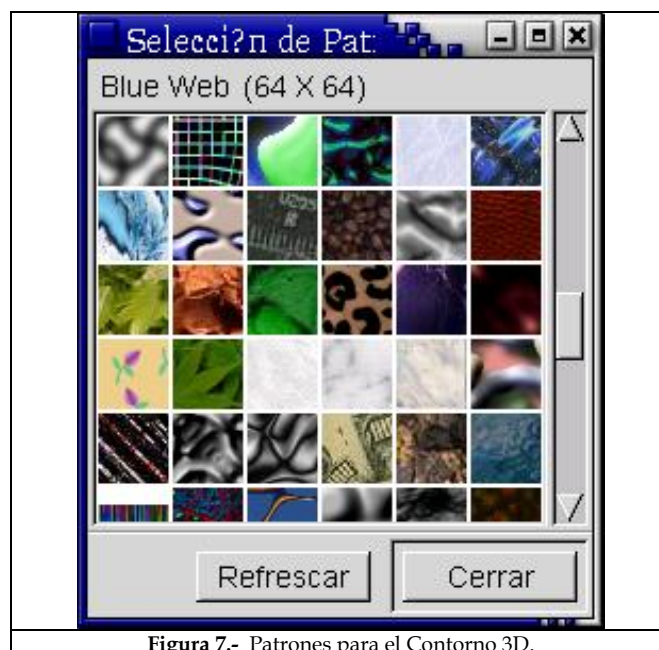 Selecci?n de Pat:
Blue Web (64 X 64)
Refrescar
Cerrar
Figura 7.- Patrones para el Contorno 3D.